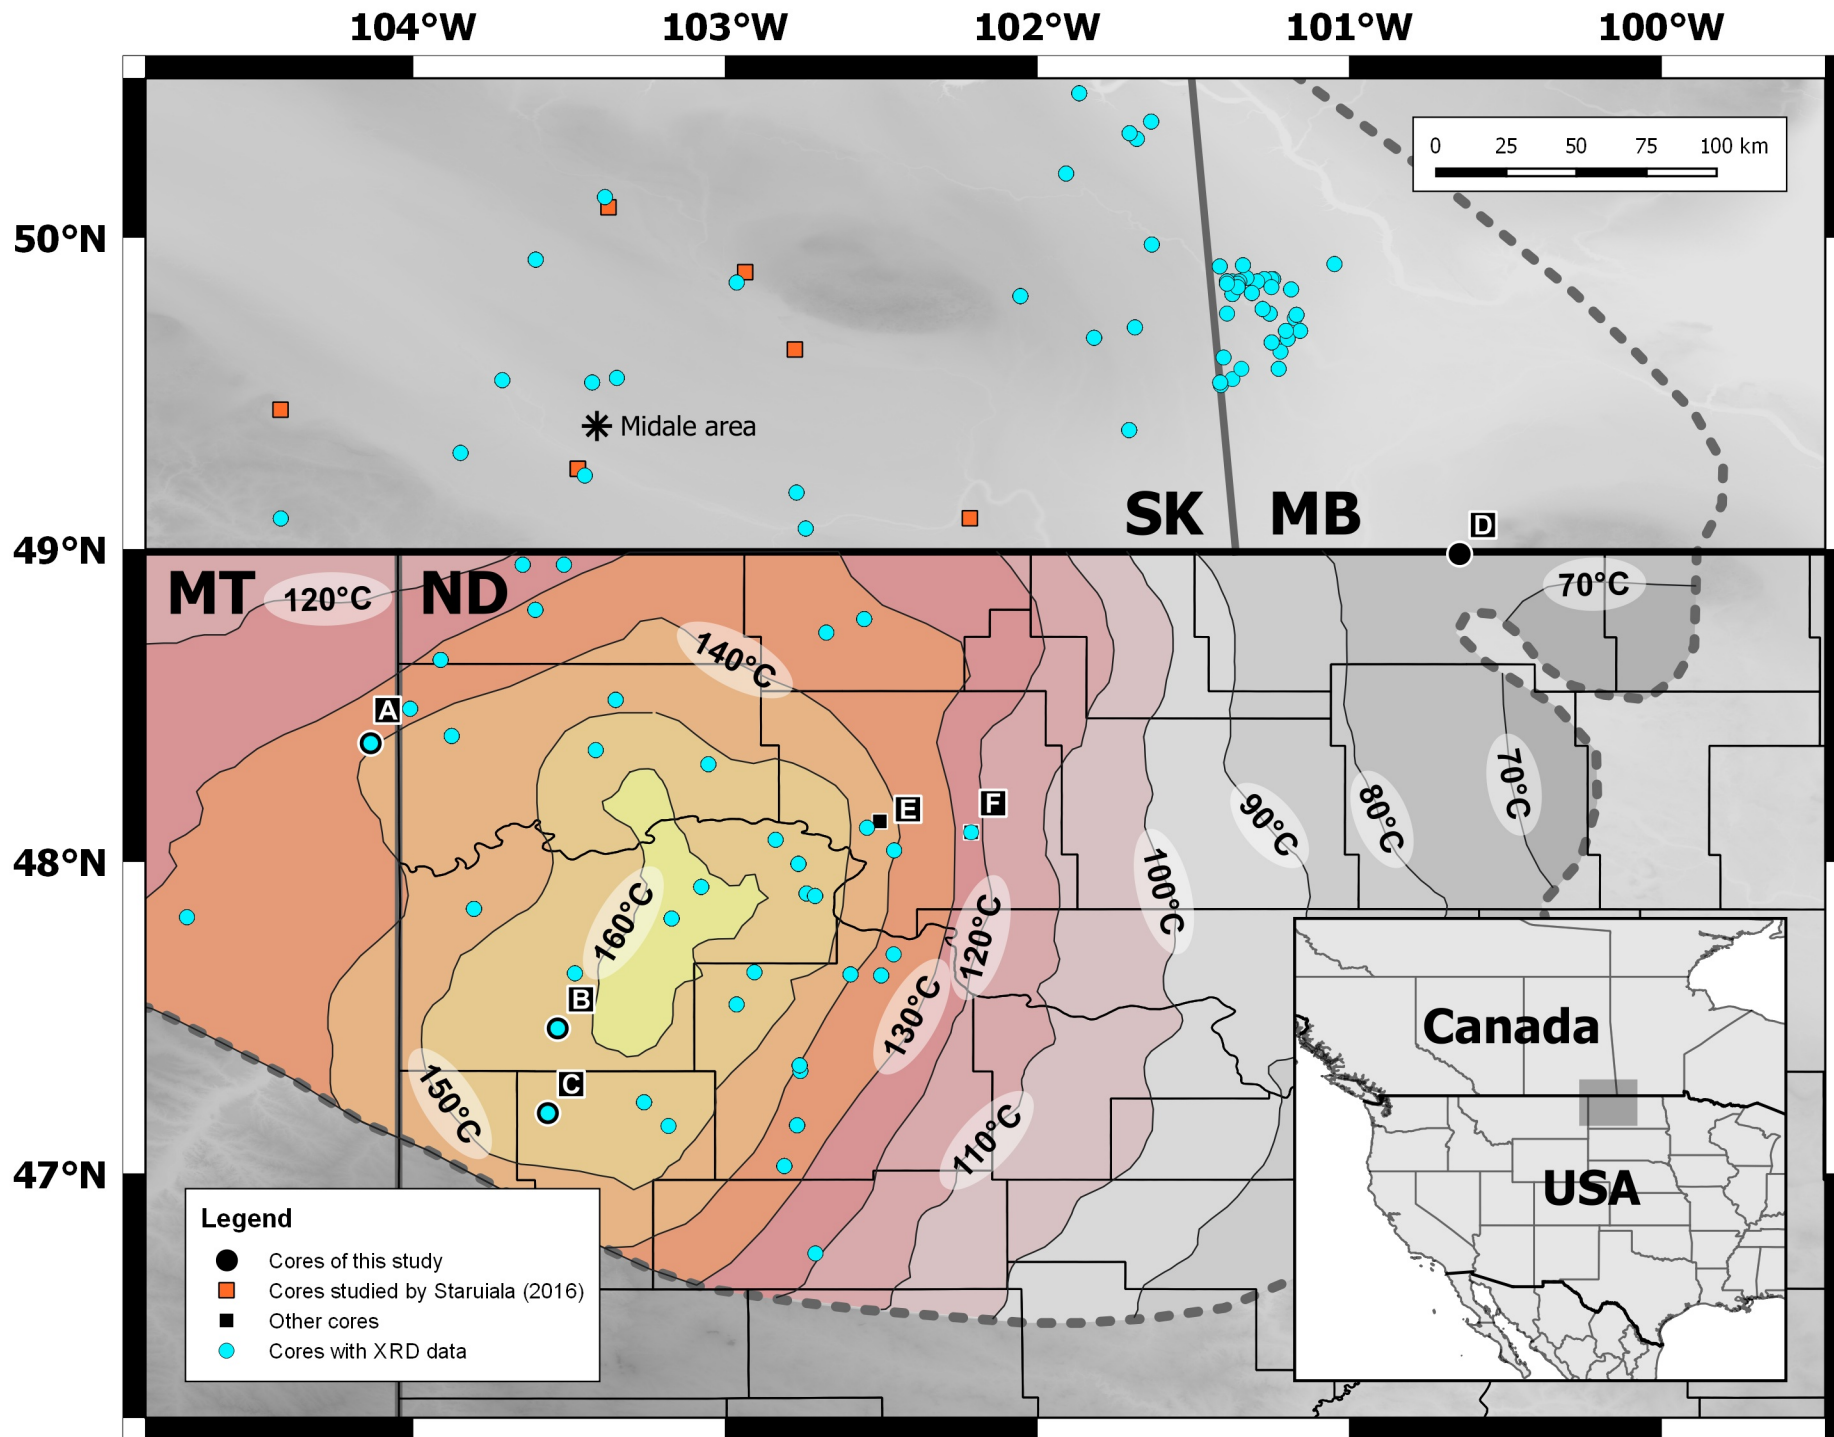 104°W 103°W 102°W 101°W 100°W
0 25 50 75 100 km
50°N
Midale area
SK MB
D
49°N
MT 120°C ND
70°C
140°C
A
70°C
E F
90°C 80°C
48°N
100°C
160°C
120°C
B
130°C
Canada
C
150°C
110°C
47°N
USA
Legend
Cores of this study
Cores studied by Staruiala (2016)
Other cores
Cores with XRD data